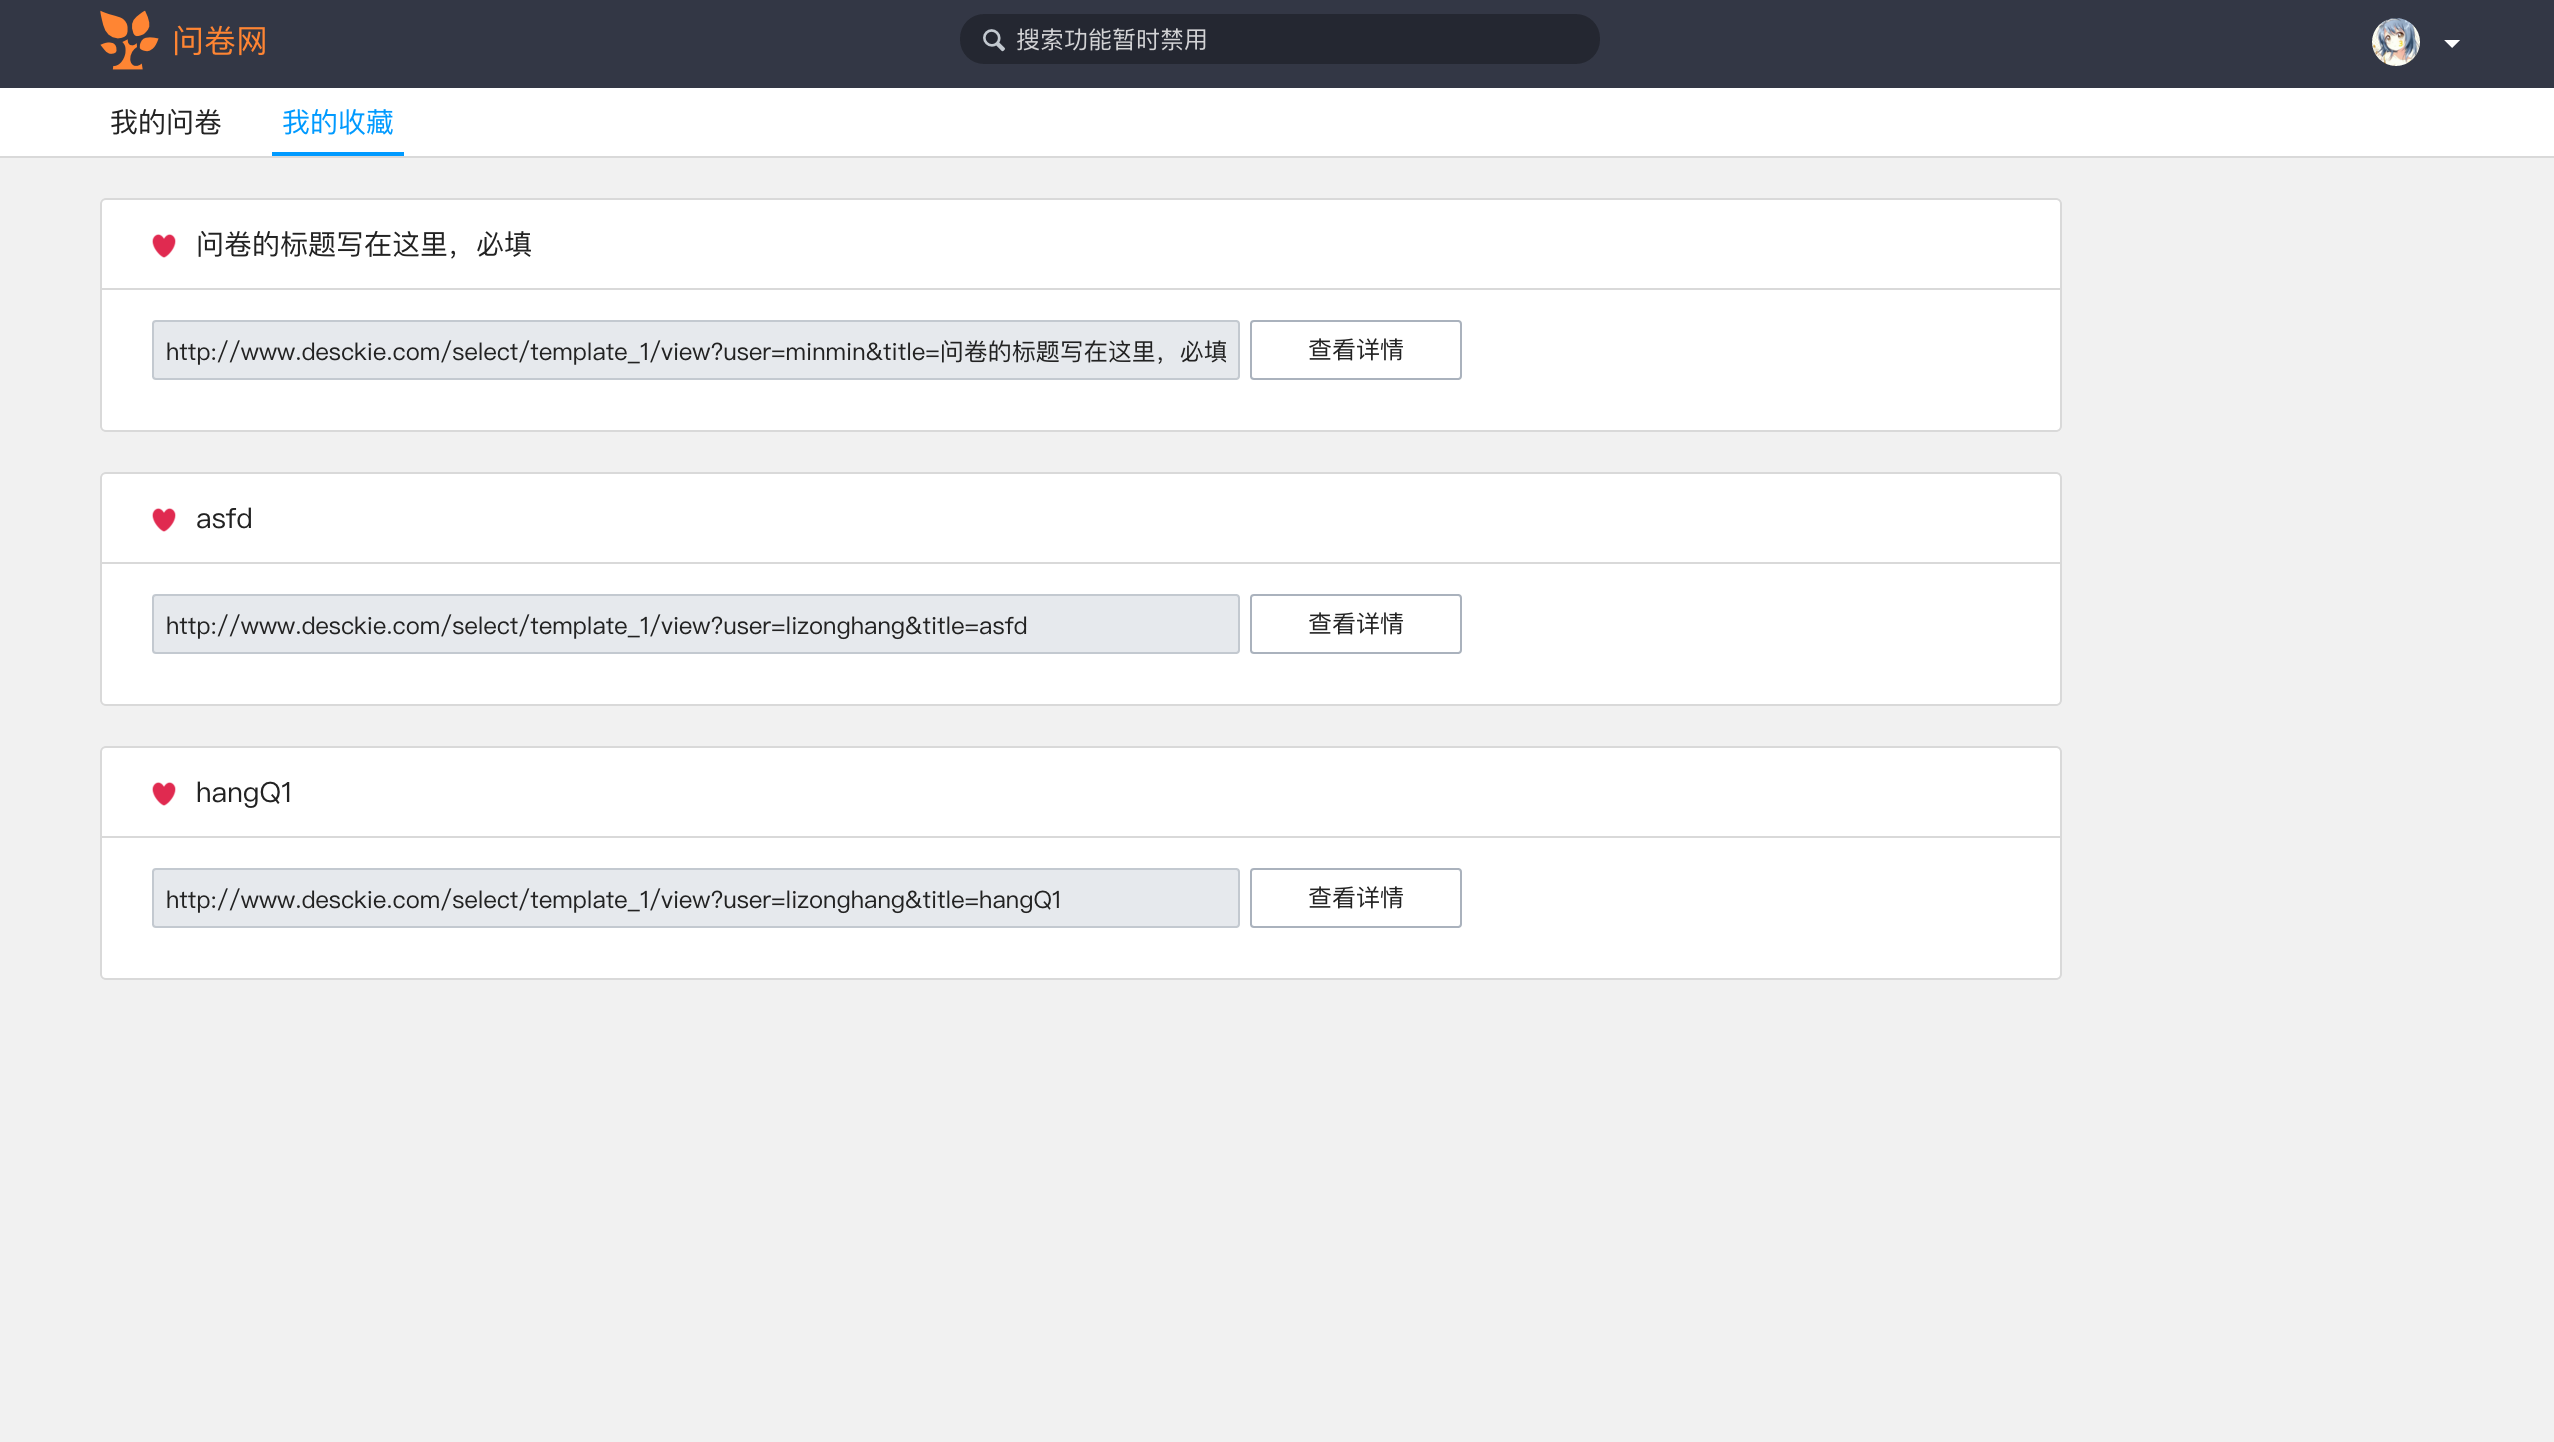 问卷网
搜索功能暂时禁用
我的问卷
我的收藏
问卷的标题写在这里，必填
http://www.desckie.com/select/template_1/view?user=minmin&title=问卷的标题写在这里，必填
查看详情
asfd
http://www.desckie.com/select/template_1/view?user=lizonghang&title=asfd
查看详情
hangQ1
http://www.desckie.com/select/template_1/view?user=lizonghang&title=hangQ1
查看详情